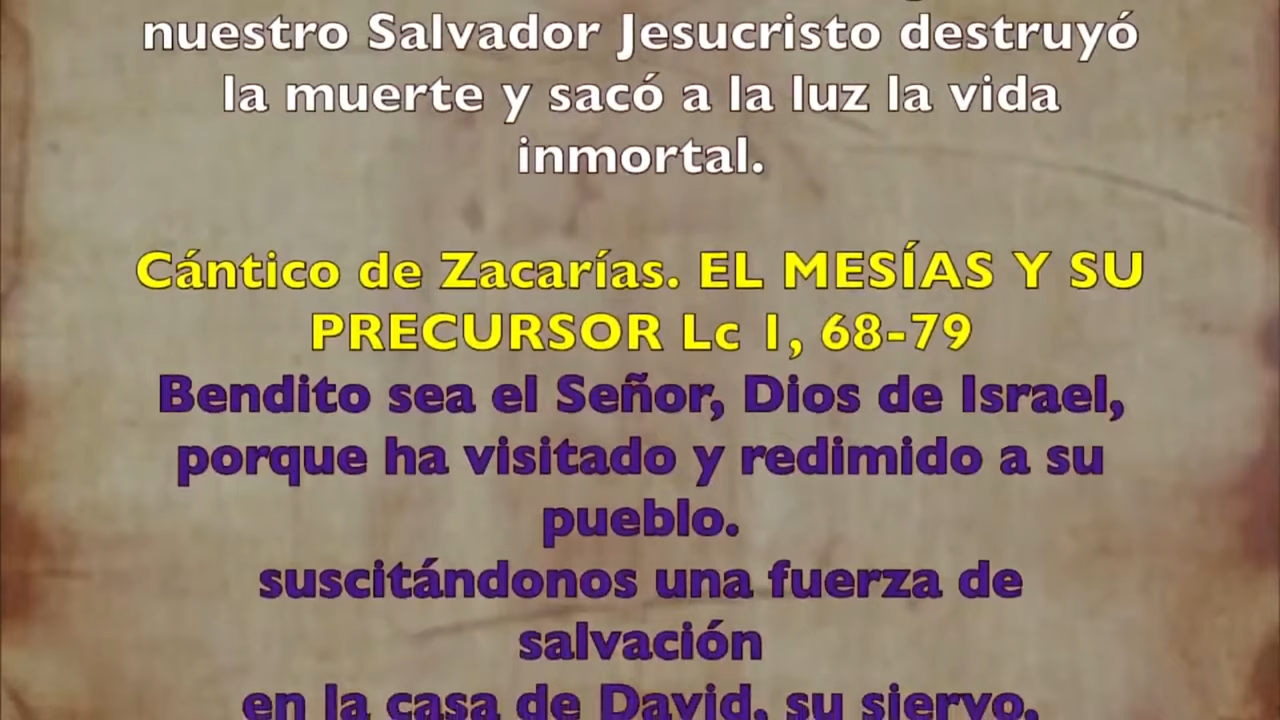 nuestro Salvador Jesucristo destruyó
la muerte y sacó a la luz la vida
inmortal.
Cántico de Zacarías. EL MESÍAS Y SU
PRECURSOR Lc 1, 68-79
Bendito sea el Señor, Dios de Israel,
porque ha visitado y redimido a su
pueblo.
suscitándonos una fuerza de
salvación
en la casa de David, su siervo,